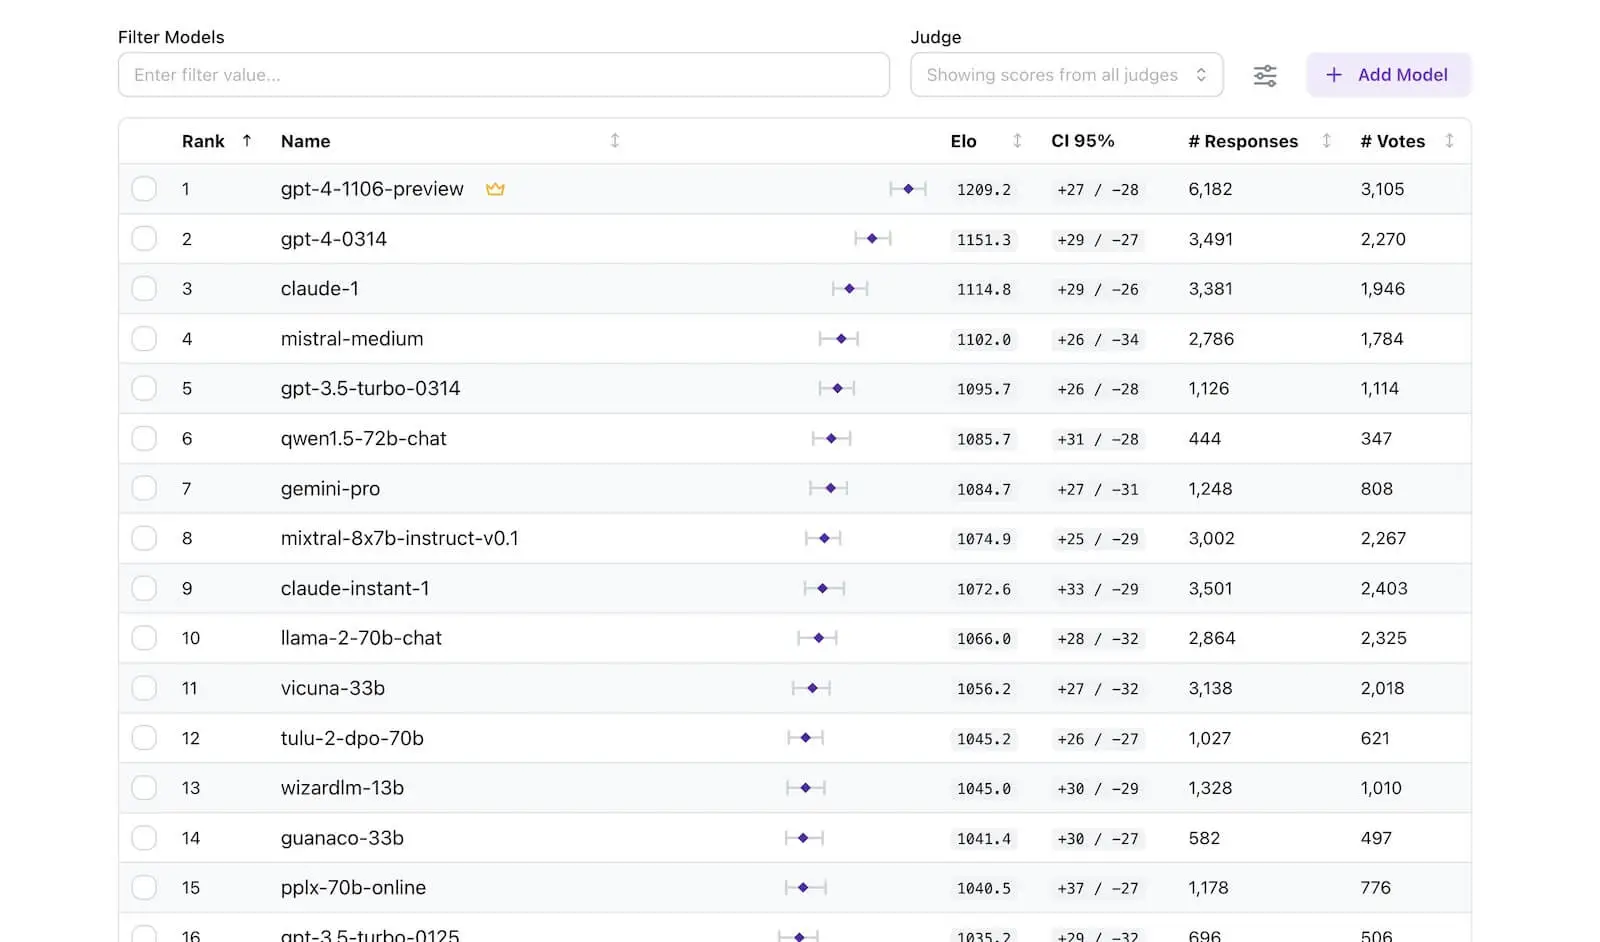 Filter Models Judge
Enter filter value... Showing scores from all judges + Add Model
Rank ↑ Name Elo CI 95% # Responses # Votes
1 gpt-4-1106-preview 1209.2 +27 / -28 6,182 3,105
2 gpt-4-0314 1151.3 +29 / -27 3,491 2,270
3 claude-1 1114.8 +29 / -26 3,381 1,946
4 mistral-medium 1102.0 +26 / -34 2,786 1,784
5 gpt-3.5-turbo-0314 1095.7 +26 / -28 1,126 1,114
6 qwen1.5-72b-chat 1085.7 +31 / -28 444 347
7 gemini-pro 1084.7 +27 / -31 1,248 808
8 mixtral-8x7b-instruct-v0.1 1074.9 +25 / -29 3,002 2,267
9 claude-instant-1 1072.6 +33 / -29 3,501 2,403
10 llama-2-70b-chat 1066.0 +28 / -32 2,864 2,325
11 vicuna-33b 1056.2 +27 / -32 3,138 2,018
12 tulu-2-dpo-70b 1045.2 +26 / -27 1,027 621
13 wizardlm-13b 1045.0 +30 / -29 1,328 1,010
14 guanaco-33b 1041.4 +30 / -27 582 497
15 pplx-70b-online 1040.5 +37 / -27 1,178 776
16 gpt-3.5-turbo-0125 1035.2 +29 / -32 696 506